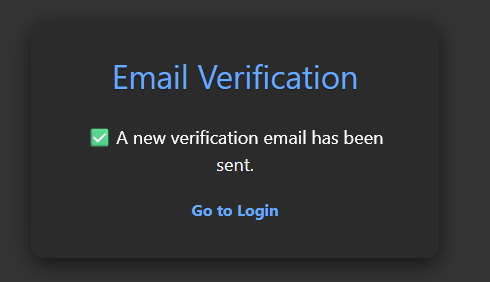 Email Verification
✅ A new verification email has been
sent.
Go to Login